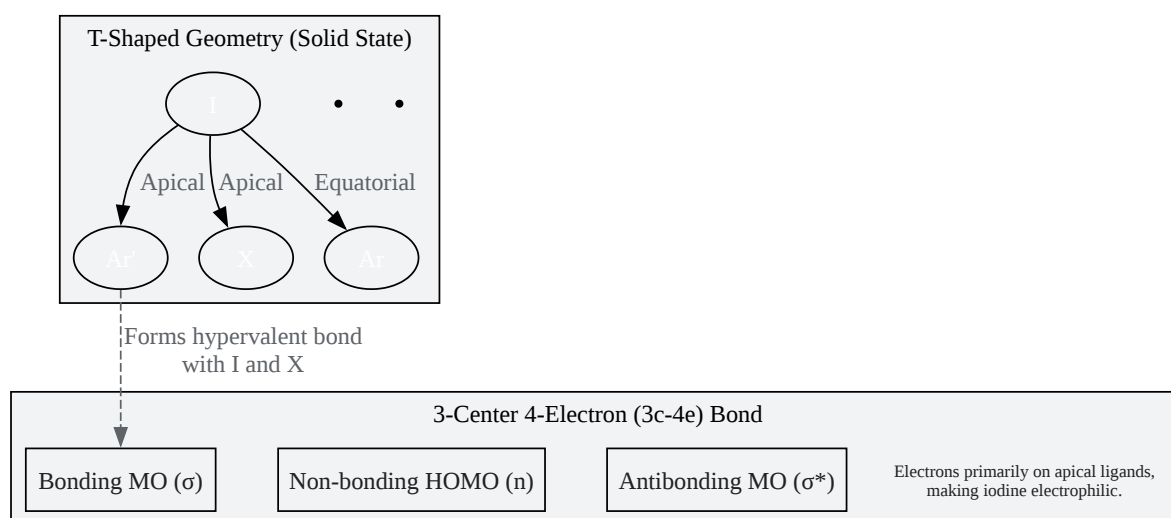 T-Shaped Geometry (Solid State)
I
Apical
Apical
Equatorial
Ar'
X
Ar
Forms hypervalent bond
with I and X
3-Center 4-Electron (3c-4e) Bond
Bonding MO (σ)
Non-bonding HOMO (n)
Antibonding MO (σ*)
Electrons primarily on apical ligands,
making iodine electrophilic.